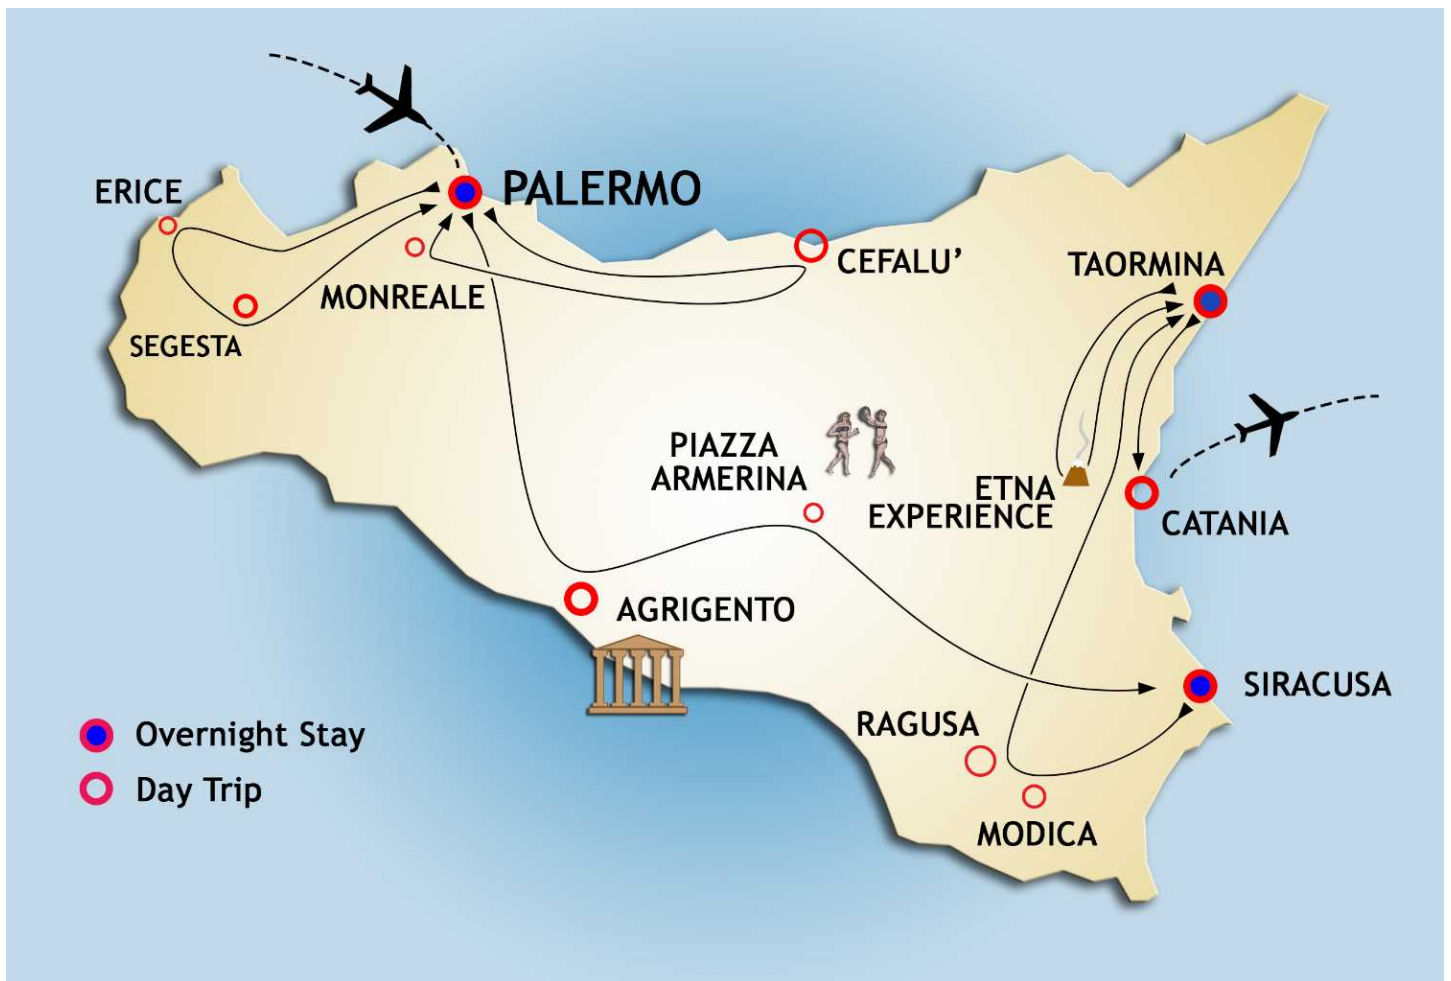 ERICE
PALERMO
CEFALU’
TAORMINA
MONREALE
SEGESTA
PIAZZA
ARMERINA
ETNA
EXPERIENCE
CATANIA
AGRIGENTO
SIRACUSA
RAGUSA
MODICA
Overnight Stay
Day Trip